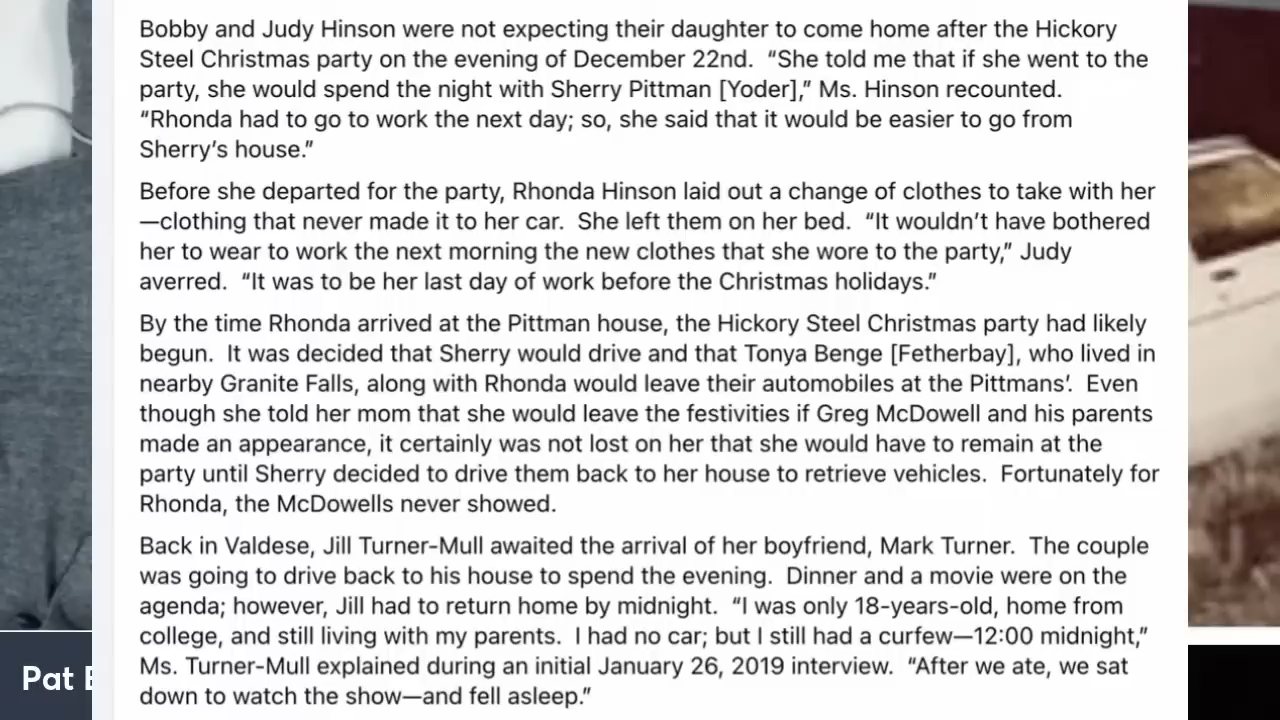 Bobby and Judy Hinson were not expecting their daughter to come home after the Hickory
Steel Christmas party on the evening of December 22nd.  “She told me that if she went to the
party, she would spend the night with Sherry Pittman [Yoder],” Ms. Hinson recounted.
“Rhonda had to go to work the next day; so, she said that it would be easier to go from
Sherry’s house.”
Before she departed for the party, Rhonda Hinson laid out a change of clothes to take with her
—clothing that never made it to her car.  She left them on her bed.  “It wouldn’t have bothered
her to wear to work the next morning the new clothes that she wore to the party,” Judy
averred.  “It was to be her last day of work before the Christmas holidays.”
By the time Rhonda arrived at the Pittman house, the Hickory Steel Christmas party had likely
begun.  It was decided that Sherry would drive and that Tonya Benge [Fetherbay], who lived in
nearby Granite Falls, along with Rhonda would leave their automobiles at the Pittmans’.  Even
though she told her mom that she would leave the festivities if Greg McDowell and his parents
made an appearance, it certainly was not lost on her that she would have to remain at the
party until Sherry decided to drive them back to her house to retrieve vehicles.  Fortunately for
Rhonda, the McDowells never showed.
Back in Valdese, Jill Turner-Mull awaited the arrival of her boyfriend, Mark Turner.  The couple
was going to drive back to his house to spend the evening.  Dinner and a movie were on the
agenda; however, Jill had to return home by midnight.  “I was only 18-years-old, home from
college, and still living with my parents.  I had no car; but I still had a curfew—12:00 midnight,”
Ms. Turner-Mull explained during an initial January 26, 2019 interview.  “After we ate, we sat
down to watch the show—and fell asleep.”
Pat